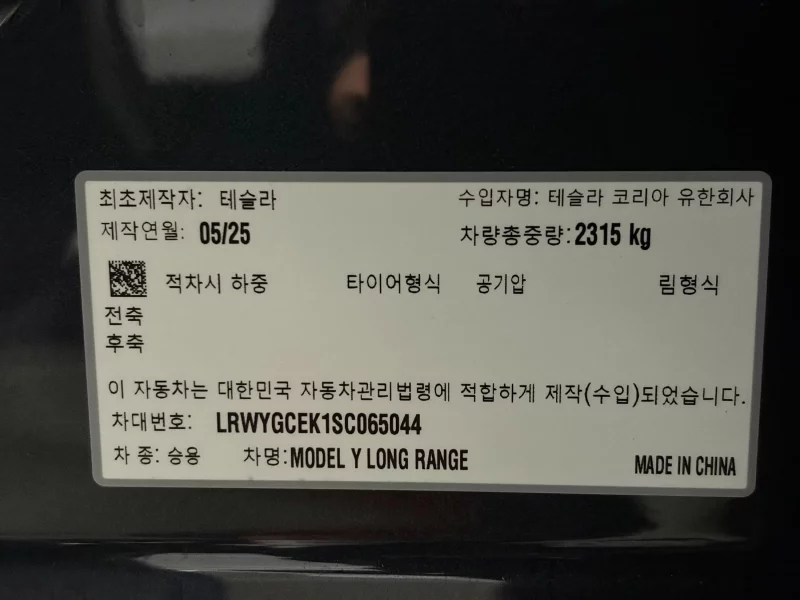 최초제작자: 테슬라 수입자명: 테슬라 코리아 유한회사
제작연월: 05/25 차량총중량: 2315 kg
적차시 하중 타이어형식 공기압 림형식
전축
후축
이 자동차는 대한민국 자동차관리법령에 적합하게 제작(수입)되었습니다.
차대번호: LRWYGCEK1SC065044
차 종: 승용 차명: MODEL Y LONG RANGE MADE IN CHINA